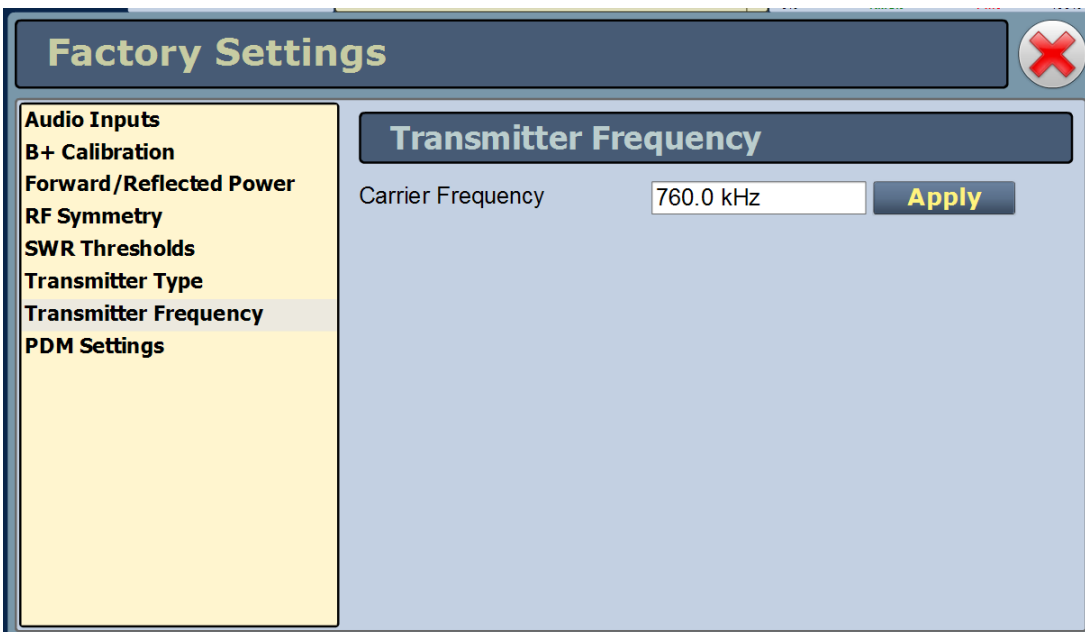 Factory Settings
Audio Inputs
B+ Calibration
Forward/Reflected Power
RF Symmetry
SWR Thresholds
Transmitter Type
Transmitter Frequency
PDM Settings
Transmitter Frequency
Carrier Frequency 760.0 kHz Apply